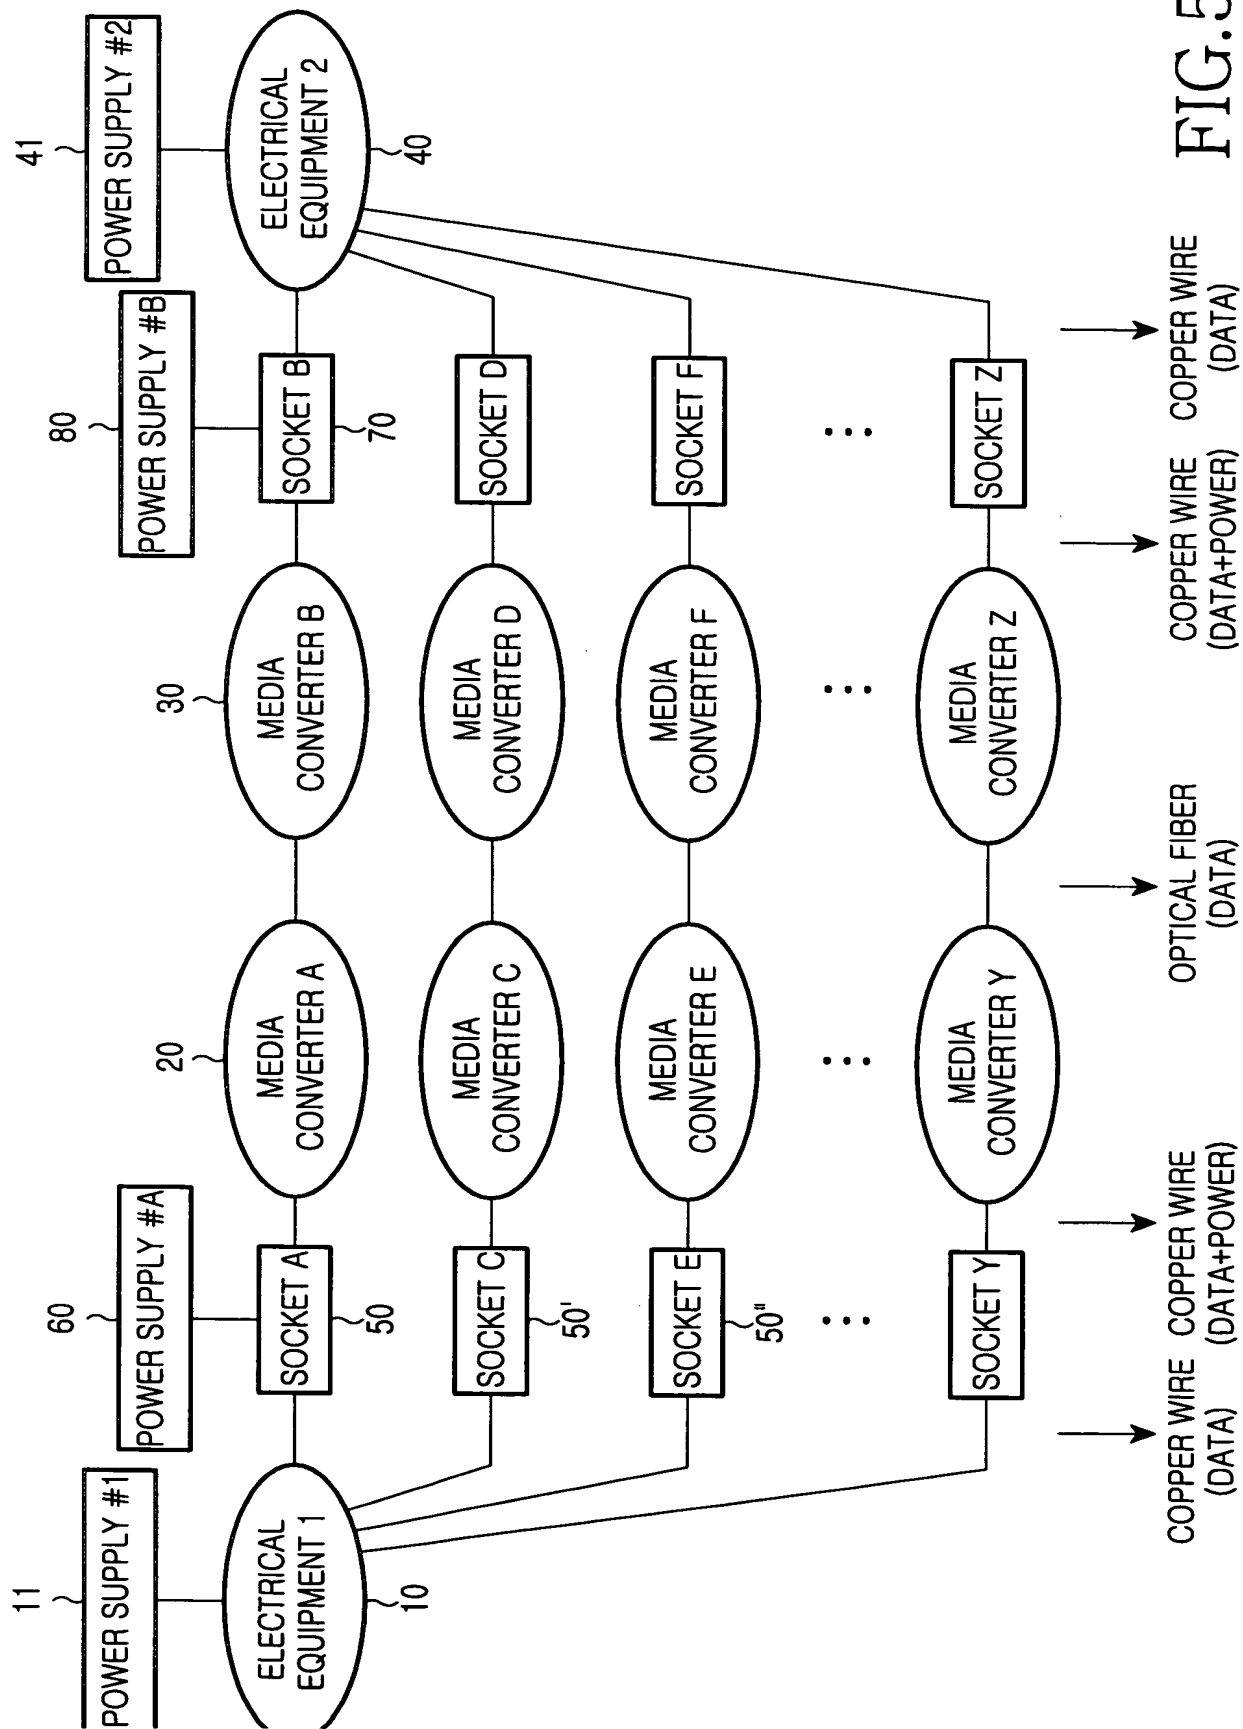 11
POWER SUPPLY #1
60
POWER SUPPLY #A
80
POWER SUPPLY #B
41
POWER SUPPLY #2
ELECTRICAL
EQUIPMENT 1
10
SOCKET A
50
20
MEDIA
CONVERTER A
30
MEDIA
CONVERTER B
SOCKET B
70
ELECTRICAL
EQUIPMENT 2
40
SOCKET C
50'
MEDIA
CONVERTER C
MEDIA
CONVERTER D
SOCKET D
SOCKET E
50"
MEDIA
CONVERTER E
MEDIA
CONVERTER F
SOCKET F
SOCKET Y
MEDIA
CONVERTER Y
MEDIA
CONVERTER Z
SOCKET Z
COPPER WIRE
(DATA)
COPPER WIRE
(DATA+POWER)
OPTICAL FIBER
(DATA)
COPPER WIRE
(DATA+POWER)
COPPER WIRE
(DATA)
FIG.5